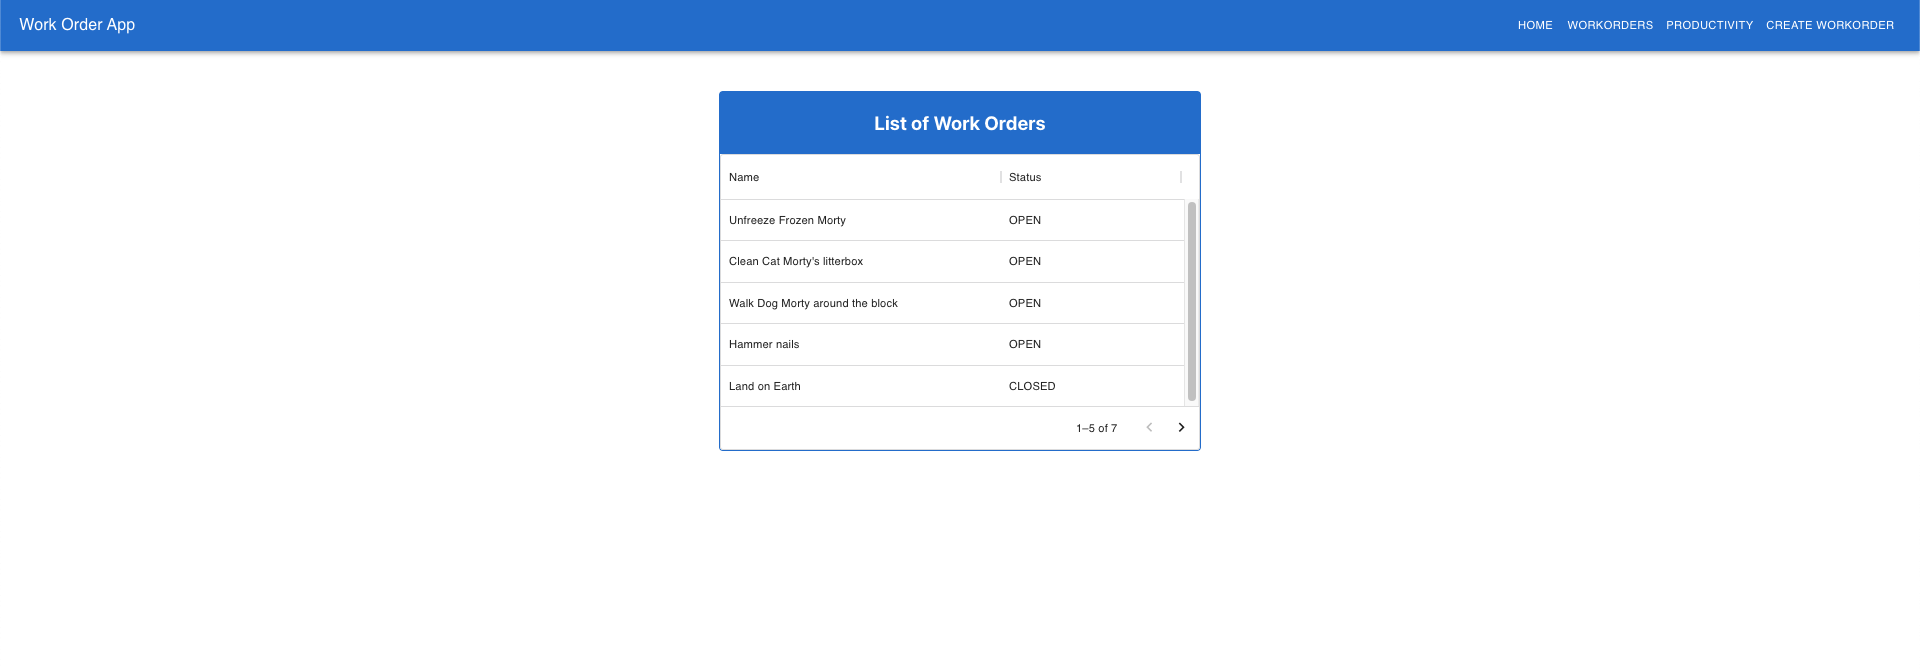 Work Order App
HOME WORKORDERS PRODUCTIVITY CREATE WORKORDER
List of Work Orders
Name Status
Unfreeze Frozen Morty OPEN
Clean Cat Morty's litterbox OPEN
Walk Dog Morty around the block OPEN
Hammer nails OPEN
Land on Earth CLOSED
1–5 of 7